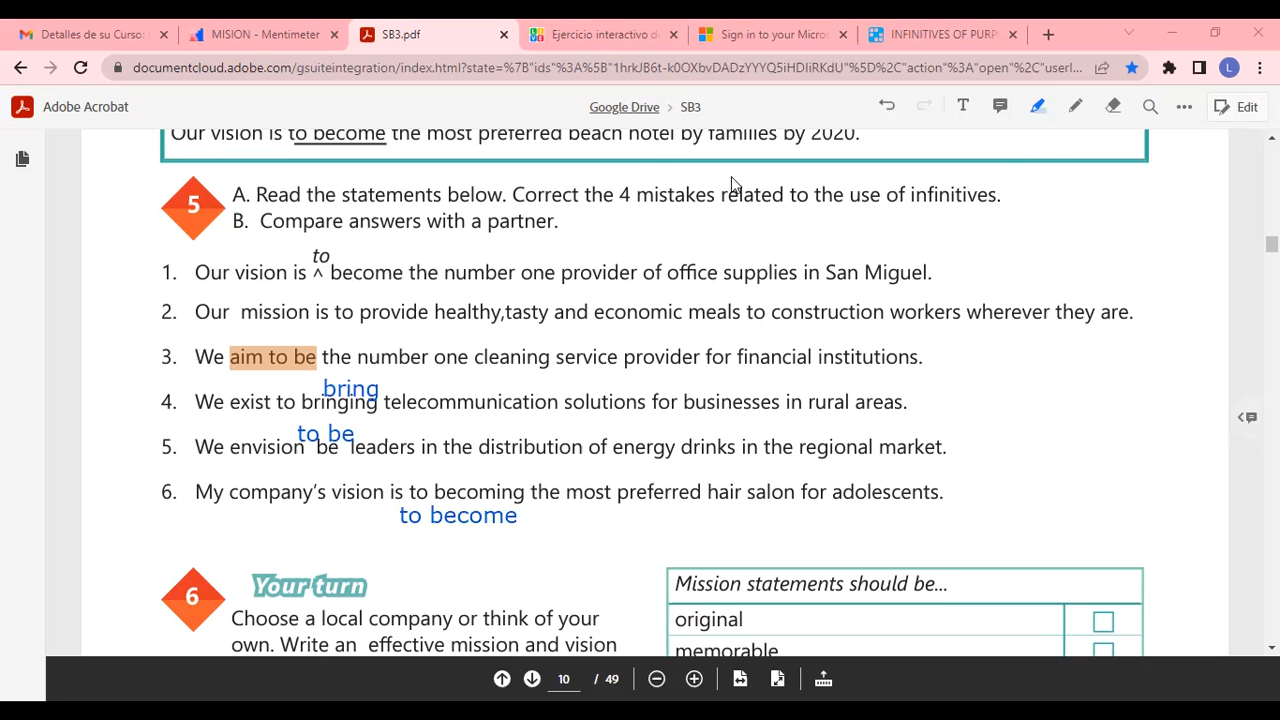 Detalles de su Curso
MISION - Mentimeter
SB3.pdf
Ejercicio interactivo de
Sign in to your Micros
INFINITIVES OF PURP
documentcloud.adobe.com/gsuiteintegration/index.html?state=%7B"ids"%3A%5B"1hrkJB6t-k0OXbvDADzYYYQ5iHDIiRKdU"%5D%2C"action"%3A"open"%2C"userI...
L
Adobe Acrobat
Google Drive > SB3
Edit
Our vision is to become the most preferred beach hotel by families by 2020.
5
A. Read the statements below. Correct the 4 mistakes related to the use of infinitives.
B. Compare answers with a partner.
to
1. Our vision is ^ become the number one provider of office supplies in San Miguel.
2. Our mission is to provide healthy,tasty and economic meals to construction workers wherever they are.
3. We aim to be the number one cleaning service provider for financial institutions.
bring
4. We exist to bringing telecommunication solutions for businesses in rural areas.
to be
5. We envision be leaders in the distribution of energy drinks in the regional market.
6. My company's vision is to becoming the most preferred hair salon for adolescents.
to become
6
Your turn
Choose a local company or think of your
own. Write an effective mission and vision
Mission statements should be...
original
memorable
10 / 49